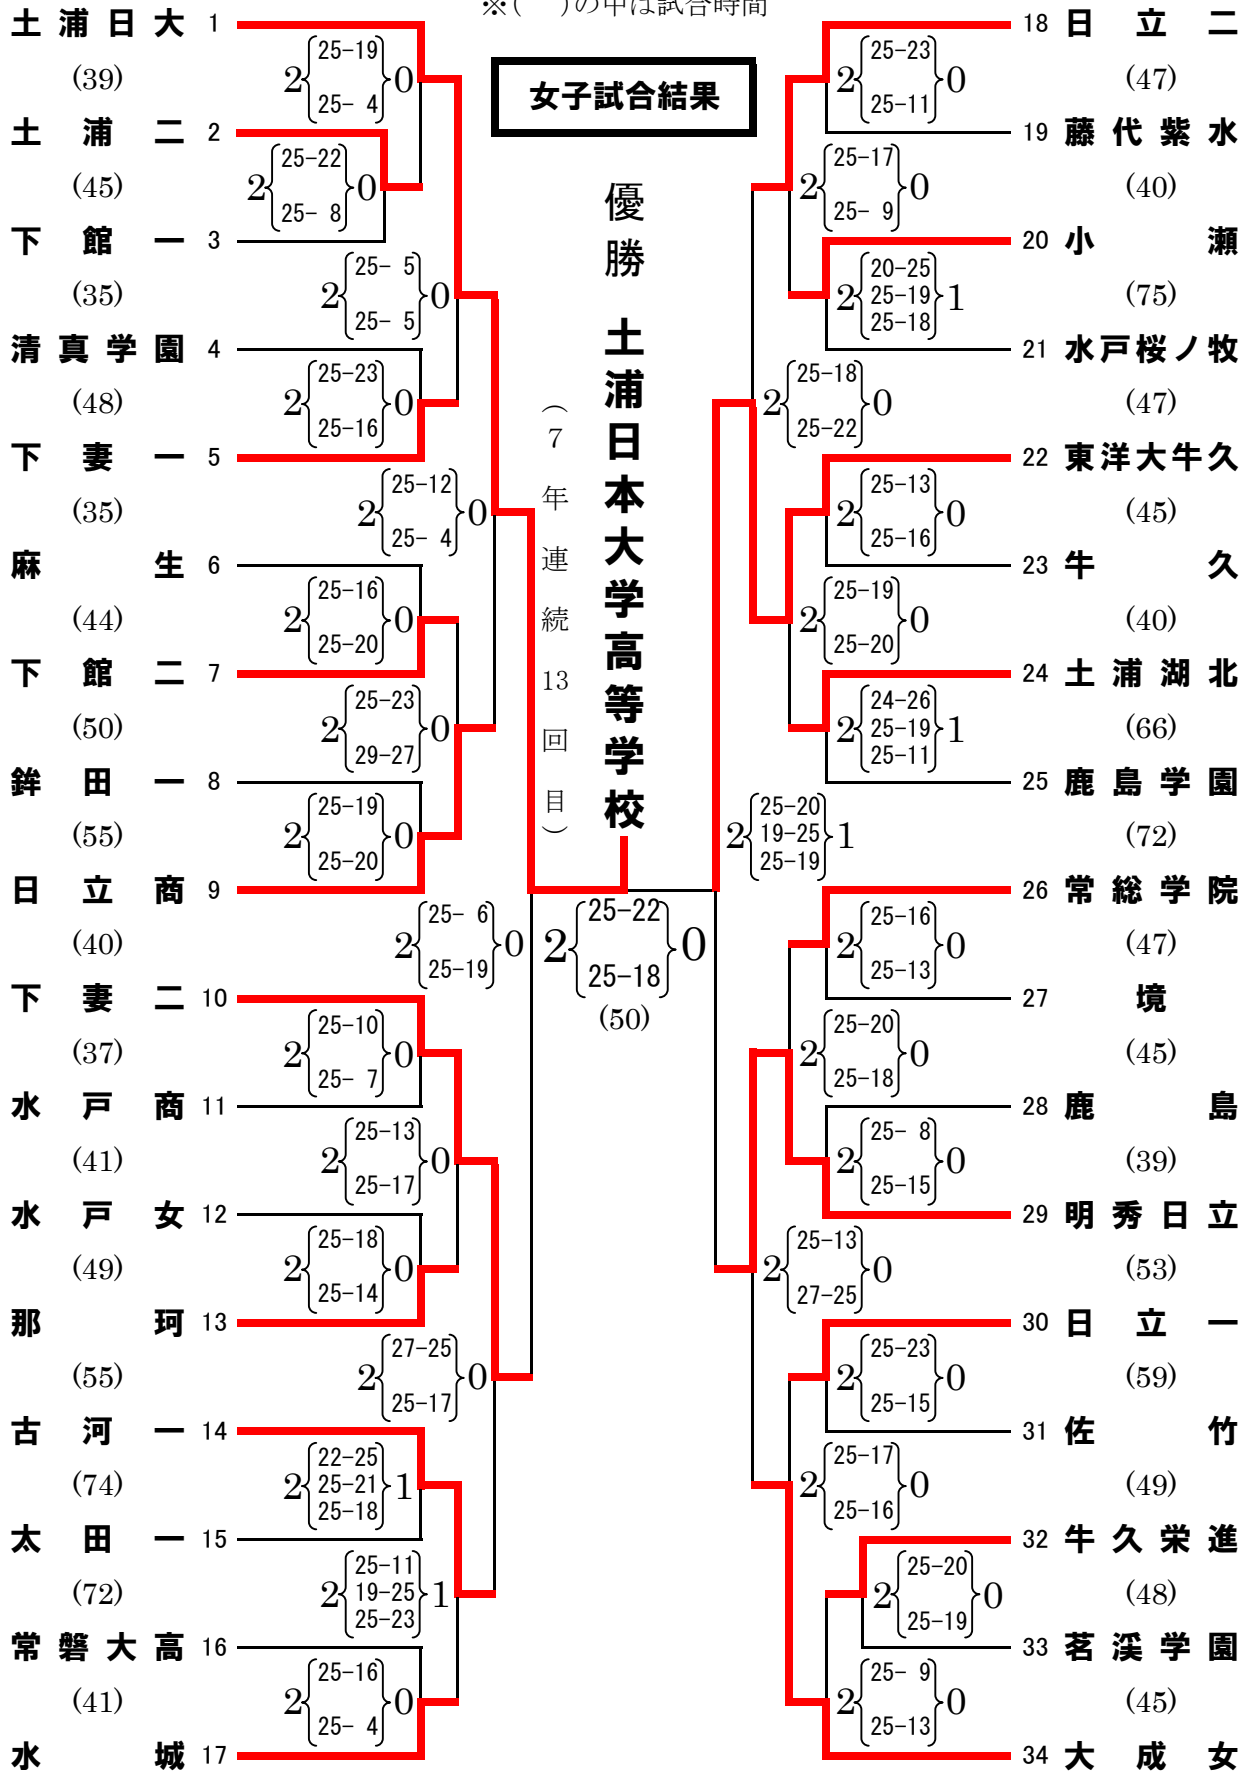 ※(　)の中は試合時間
女子試合結果
優勝 土浦日本大学高等学校
(7年連続13回目)
土浦日大 1
(39)
土浦二 2
(45)
下館一 3
(35)
清真学園 4
(48)
下妻一 5
(35)
麻生 6
(44)
下館二 7
(50)
鉾田一 8
(55)
日立商 9
(40)
下妻二 10
(37)
水戸商 11
(41)
水戸女 12
(49)
那珂 13
(55)
古河一 14
(74)
太田一 15
(72)
常磐大高 16
(41)
水城 17
2 25-19 0
25- 4
2 25-22 0
25- 8
2 25- 5 0
25- 5
2 25-23 0
25-16
2 25-12 0
25- 4
2 25-16 0
25-20
2 25-23 0
29-27
2 25-19 0
25-20
2 25- 6 0
25-19
2 25-10 0
25- 7
2 25-13 0
25-17
2 25-18 0
25-14
2 27-25 0
25-17
22-25
2 25-21 1
25-18
25-11
2 19-25 1
25-23
2 25-16 0
25- 4
2 25-22 0
25-18
(50)
2 25-23 0
25-11
2 25-17 0
25- 9
20-25
2 25-19 1
25-18
2 25-18 0
25-22
2 25-13 0
25-16
2 25-19 0
25-20
24-26
2 25-19 1
25-11
25-20
2 19-25 1
25-19
2 25-16 0
25-13
2 25-20 0
25-18
2 25- 8 0
25-15
2 25-13 0
27-25
2 25-23 0
25-15
2 25-17 0
25-16
2 25-20 0
25-19
2 25- 9 0
25-13
18 日立二
(47)
19 藤代紫水
(40)
20 小瀬
(75)
21 水戸桜ノ牧
(47)
22 東洋大牛久
(45)
23 牛久
(40)
24 土浦湖北
(66)
25 鹿島学園
(72)
26 常総学院
(47)
27 境
(45)
28 鹿島
(39)
29 明秀日立
(53)
30 日立一
(59)
31 佐竹
(49)
32 牛久栄進
(48)
33 茗渓学園
(45)
34 大成女